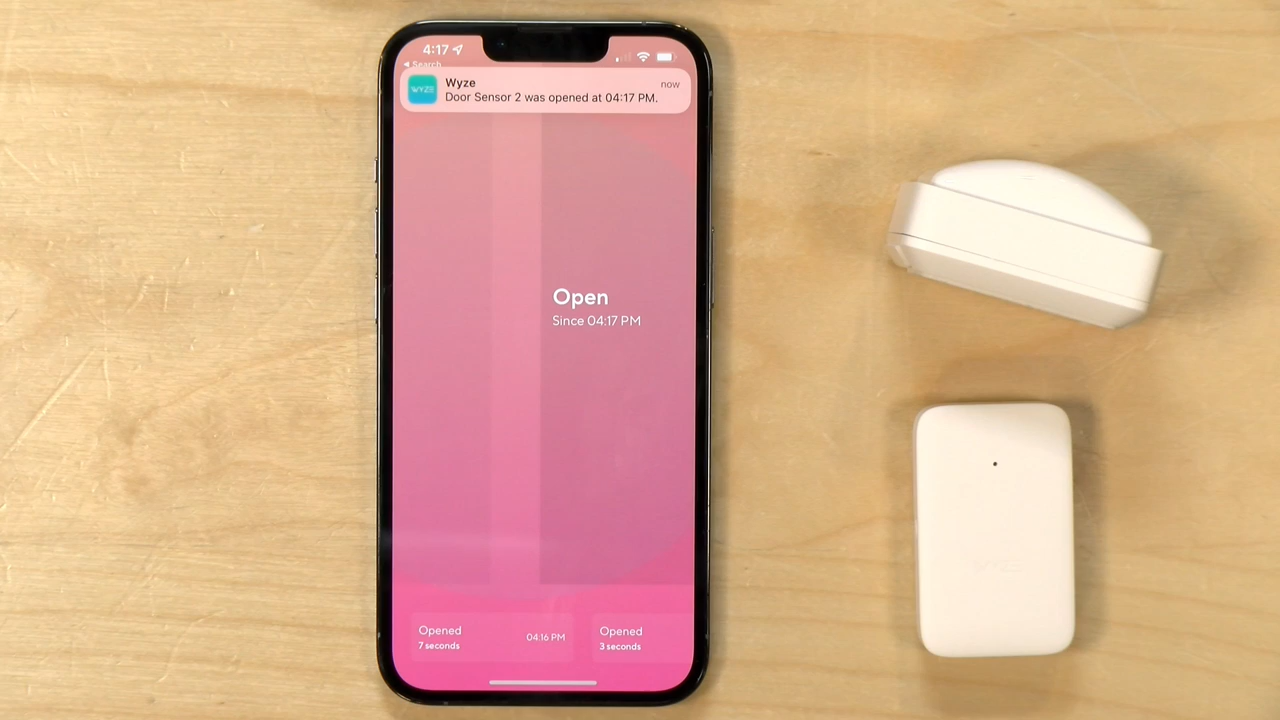 4:17
◀ Search
WYZE
Wyze
now
Door Sensor 2 was opened at 04:17 PM.
Open
Since 04:17 PM
Opened
7 seconds
04:16 PM
Opened
3 seconds